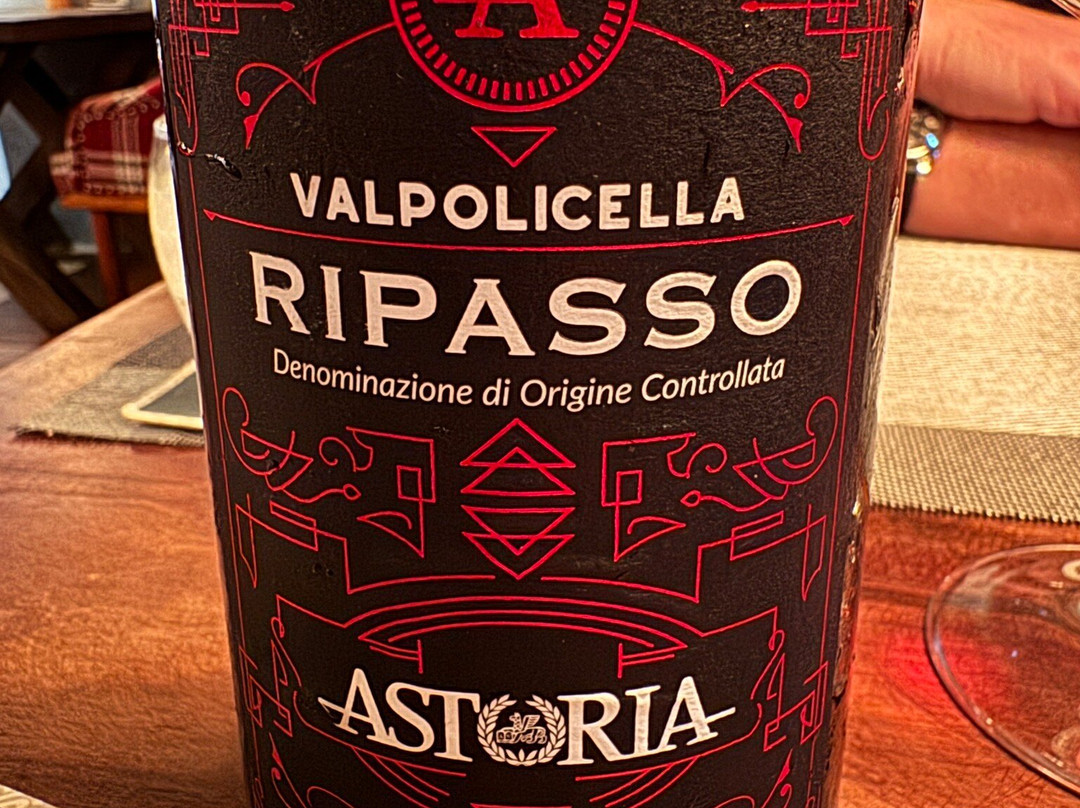 A
VALPOLICELLA
RIPASSO
Denominazione di Origine Controllata
ASTORIA